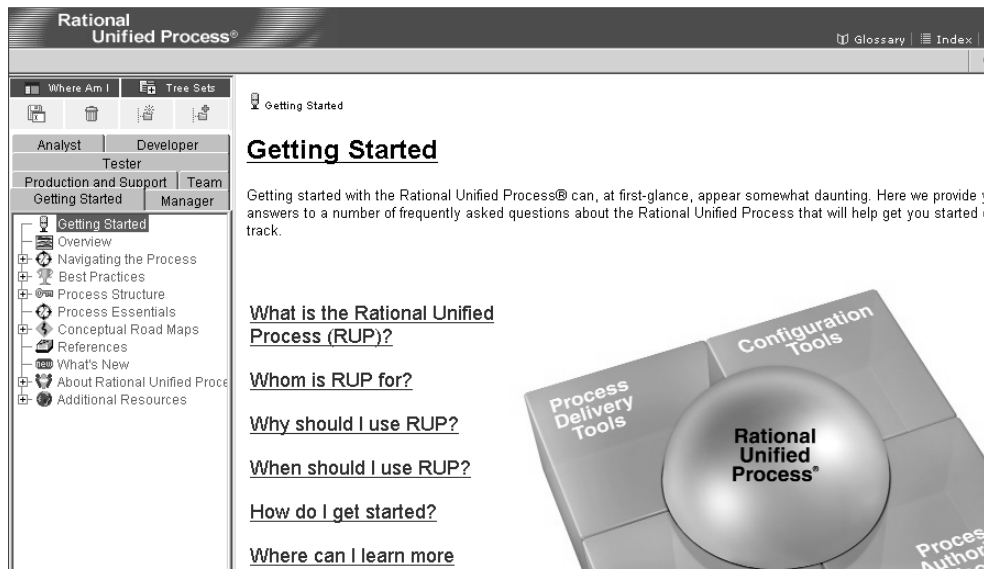 Rational
Unified Process®
Glossary
Index
Where Am I
Tree Sets
Analyst
Developer
Tester
Production and Support
Team
Getting Started
Manager
Getting Started
Overview
Navigating the Process
Best Practices
Process Structure
Process Essentials
Conceptual Road Maps
References
new What's New
About Rational Unified Proce
Additional Resources
Getting Started
Getting Started
Getting started with the Rational Unified Process® can, at first-glance, appear somewhat daunting. Here we provide
answers to a number of frequently asked questions about the Rational Unified Process that will help get you started
track.
What is the Rational Unified
Process (RUP)?
Whom is RUP for?
Why should I use RUP?
When should I use RUP?
How do I get started?
Where can I learn more
Process
Delivery
Tools
Configuration
Tools
Rational
Unified
Process®
Proces
Author